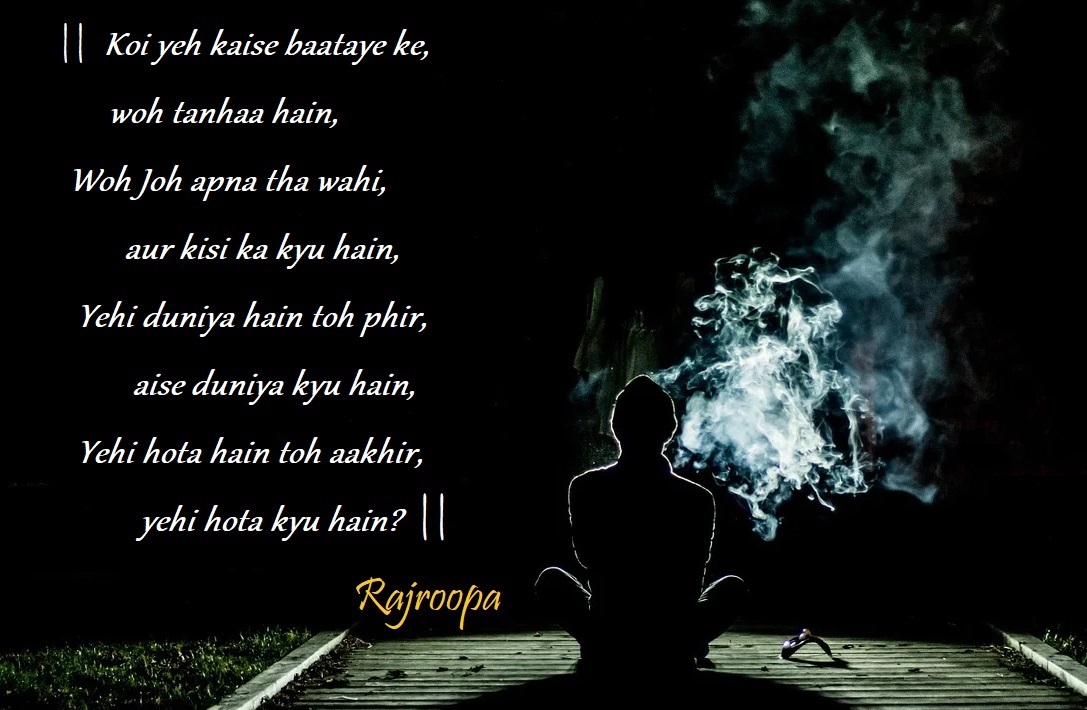 || Koi yeh kaise baataye ke,
woh tanhaa hain,
Woh Joh apna tha wahi,
aur kisi ka kyu hain,
Yehi duniya hain toh phir,
aise duniya kyu hain,
Yehi hota hain toh aakhir,
yehi hota kyu hain? ||
Rajroopa